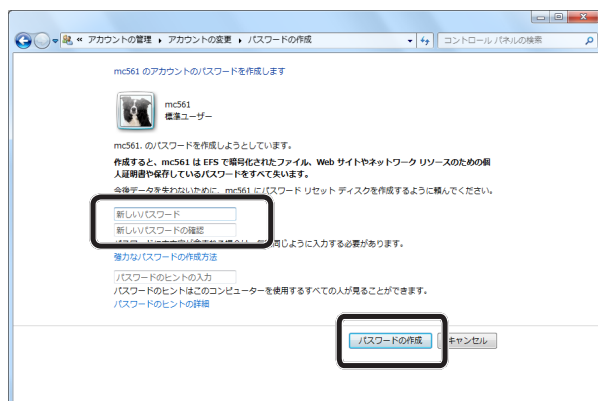 « アカウントの管理 ▸ アカウントの変更 ▸ パスワードの作成
コントロール パネルの検索
mc561 のアカウントのパスワードを作成します
mc561
標準ユーザー
mc561. のパスワードを作成しようとしています。
作成すると、mc561 は EFS で暗号化されたファイル、Web サイトやネットワーク リソースのための個
人証明書や保存しているパスワードをすべて失います。
今後データを失わないために、mc561 にパスワード リセット ディスクを作成するように頼んでください。
新しいパスワード
新しいパスワードの確認
同じように入力する必要があります。
強力なパスワードの作成方法
パスワードのヒントの入力
パスワードのヒントはこのコンピューターを使用するすべての人が見ることができます。
パスワードのヒントの詳細
パスワードの作成
キャンセル